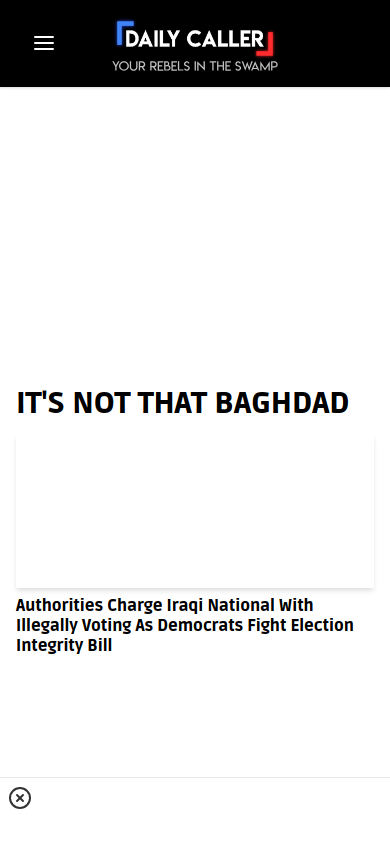 DAILY CALLER
YOUR REBELS IN THE SWAMP
IT'S NOT THAT BAGHDAD
Authorities Charge Iraqi National With
Illegally Voting As Democrats Fight Election
Integrity Bill